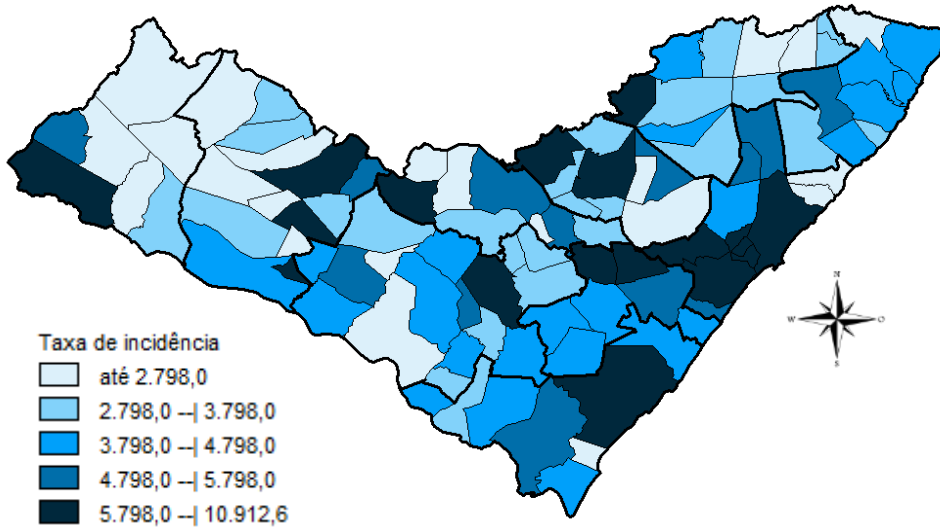 Taxa de incidência
até 2.798,0
2.798,0 --| 3.798,0
3.798,0 --| 4.798,0
4.798,0 --| 5.798,0
5.798,0 --| 10.912,6
N
W O
S